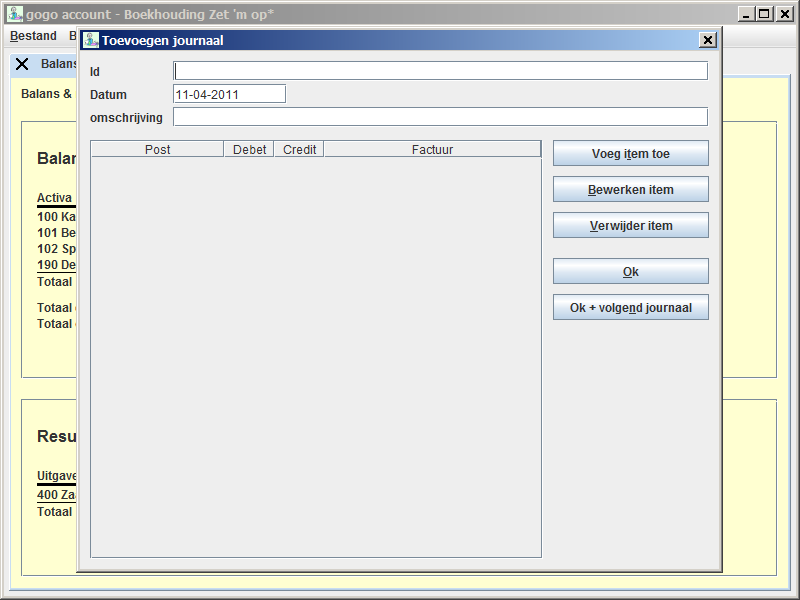 gogo account - Boekhouding Zet 'm op*
Bestand B
Balans
Balans &
Toevoegen journaal
Id
Datum 11-04-2011
omschrijving
Post Debet Credit Factuur
Voeg item toe
Bewerken item
Verwijder item
Ok
Ok + volgend journaal
Balan
Activa
100 Ka
101 Be
102 Sp
190 De
Totaal
Totaal
Totaal
Resu
Uitgave
400 Zaa
Totaal